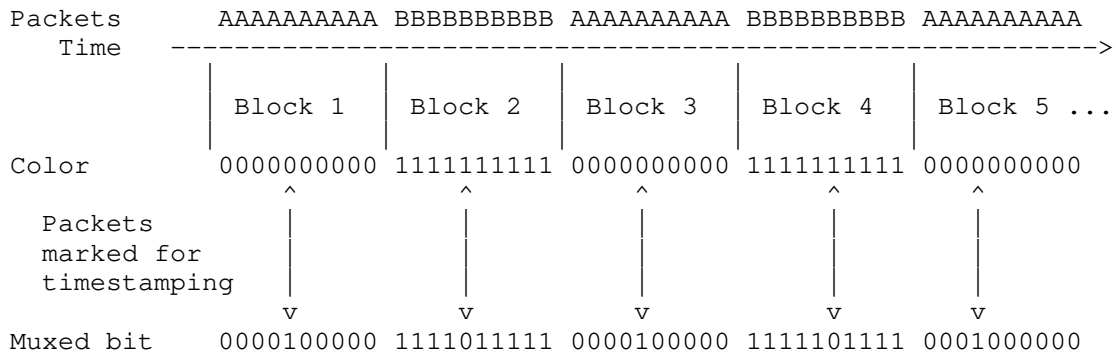 Packets AAAAAAAAAA BBBBBBBBBB AAAAAAAAAA BBBBBBBBBB AAAAAAAAAA
Time ---------------------------------------------------------->
| | | | |
| Block 1 | Block 2 | Block 3 | Block 4 | Block 5 ...
| | | | |
Color 0000000000 1111111111 0000000000 1111111111 0000000000
^ ^ ^ ^ ^
Packets | | | | |
marked for | | | | |
timestamping | | | | |
v v v v v
Muxed bit 0000100000 1111011111 0000100000 1111101111 0001000000